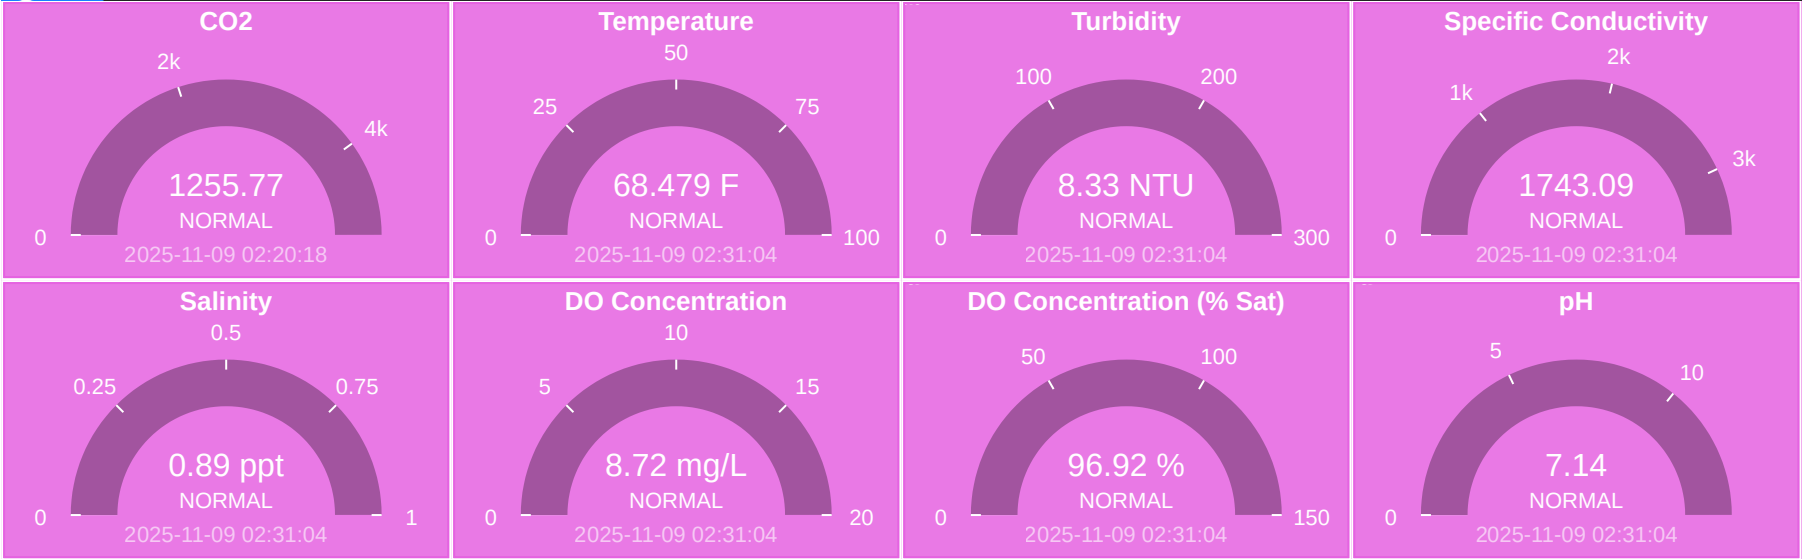 CO2
2k
4k
0
1255.77
NORMAL
2025-11-09 02:20:18
Temperature
50
25
75
0
100
68.479 F
NORMAL
2025-11-09 02:31:04
Turbidity
100
200
0
300
8.33 NTU
NORMAL
2025-11-09 02:31:04
Specific Conductivity
2k
1k
3k
0
1743.09
NORMAL
2025-11-09 02:31:04
Salinity
0.5
0.25
0.75
0
1
0.89 ppt
NORMAL
2025-11-09 02:31:04
DO Concentration
10
5
15
0
20
8.72 mg/L
NORMAL
2025-11-09 02:31:04
DO Concentration (% Sat)
50
100
0
150
96.92 %
NORMAL
2025-11-09 02:31:04
pH
5
10
0
7.14
NORMAL
2025-11-09 02:31:04